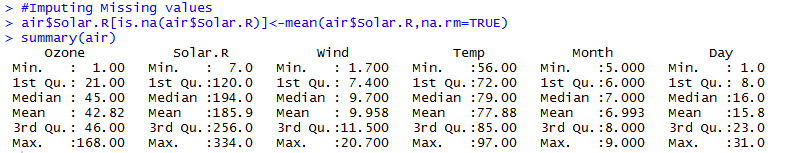 > #Imputing Missing values
> air$Solar.R[is.na(air$Solar.R)]<-mean(air$Solar.R,na.rm=TRUE)
> summary(air)
     Ozone           Solar.R           Wind             Temp           Month            Day
 Min.   :  1.00   Min.   :  7.0   Min.   : 1.700   Min.   :56.00   Min.   :5.000   Min.   : 1.0
 1st Qu.: 21.00   1st Qu.:120.0   1st Qu.: 7.400   1st Qu.:72.00   1st Qu.:6.000   1st Qu.: 8.0
 Median : 45.00   Median :194.0   Median : 9.700   Median :79.00   Median :7.000   Median :16.0
 Mean   : 42.82   Mean   :185.9   Mean   : 9.958   Mean   :77.88   Mean   :6.993   Mean   :15.8
 3rd Qu.: 46.00   3rd Qu.:256.0   3rd Qu.:11.500   3rd Qu.:85.00   3rd Qu.:8.000   3rd Qu.:23.0
 Max.   :168.00   Max.   :334.0   Max.   :20.700   Max.   :97.00   Max.   :9.000   Max.   :31.0